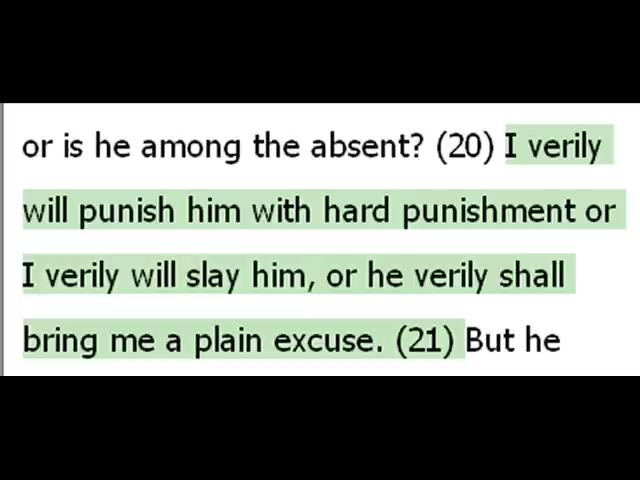 or is he among the absent? (20) I verily
will punish him with hard punishment or
I verily will slay him, or he verily shall
bring me a plain excuse. (21) But he